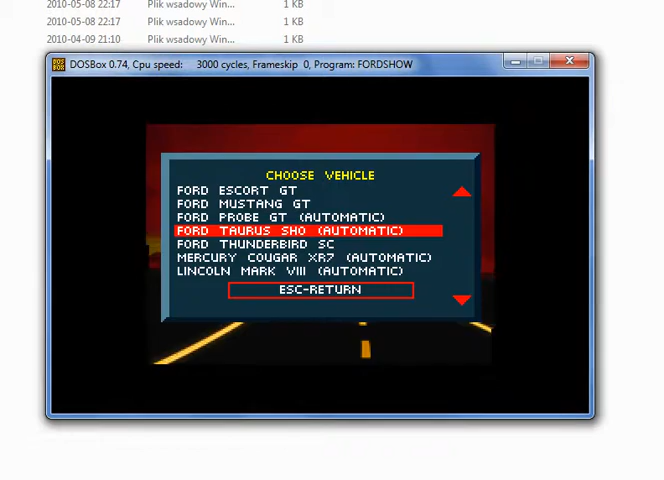 2010-05-08 22:17 Plik wsadowy Win... 1 KB
2010-05-08 22:17 Plik wsadowy Win... 1 KB
2010-04-09 21:10 Plik wsadowy Win... 1 KB
DOS BOX DOSBox 0.74, Cpu speed: 3000 cycles, Frameskip 0, Program: FORDSHOW
CHOOSE VEHICLE
FORD ESCORT GT
FORD MUSTANG GT
FORD PROBE GT (AUTOMATIC)
FORD TAURUS SHO (AUTOMATIC)
FORD THUNDERBIRD SC
MERCURY COUGAR XR7 (AUTOMATIC)
LINCOLN MARK VIII (AUTOMATIC)
ESC-RETURN